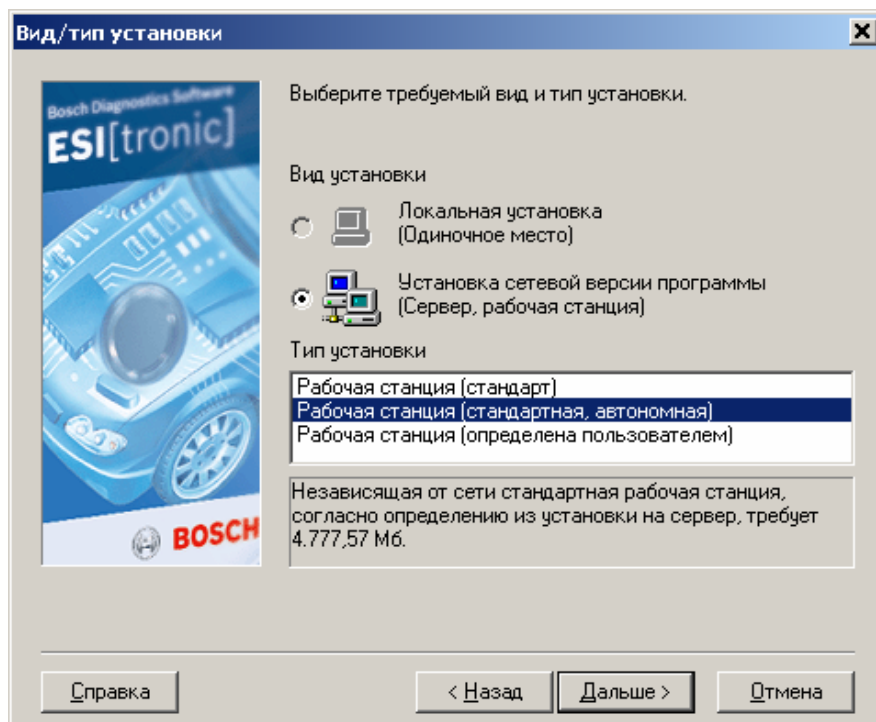 Вид/тип установки
Bosch Diagnostics Software
ESI[tronic]
BOSCH
Выберите требуемый вид и тип установки.
Вид установки
Локальная установка
(Одиночное место)
Установка сетевой версии программы
(Сервер, рабочая станция)
Тип установки
Рабочая станция (стандарт)
Рабочая станция (стандартная, автономная)
Рабочая станция (определена пользователем)
Независящая от сети стандартная рабочая станция,
согласно определению из установки на сервер, требует
4.777,57 Мб.
Справка
< Назад
Дальше >
Отмена